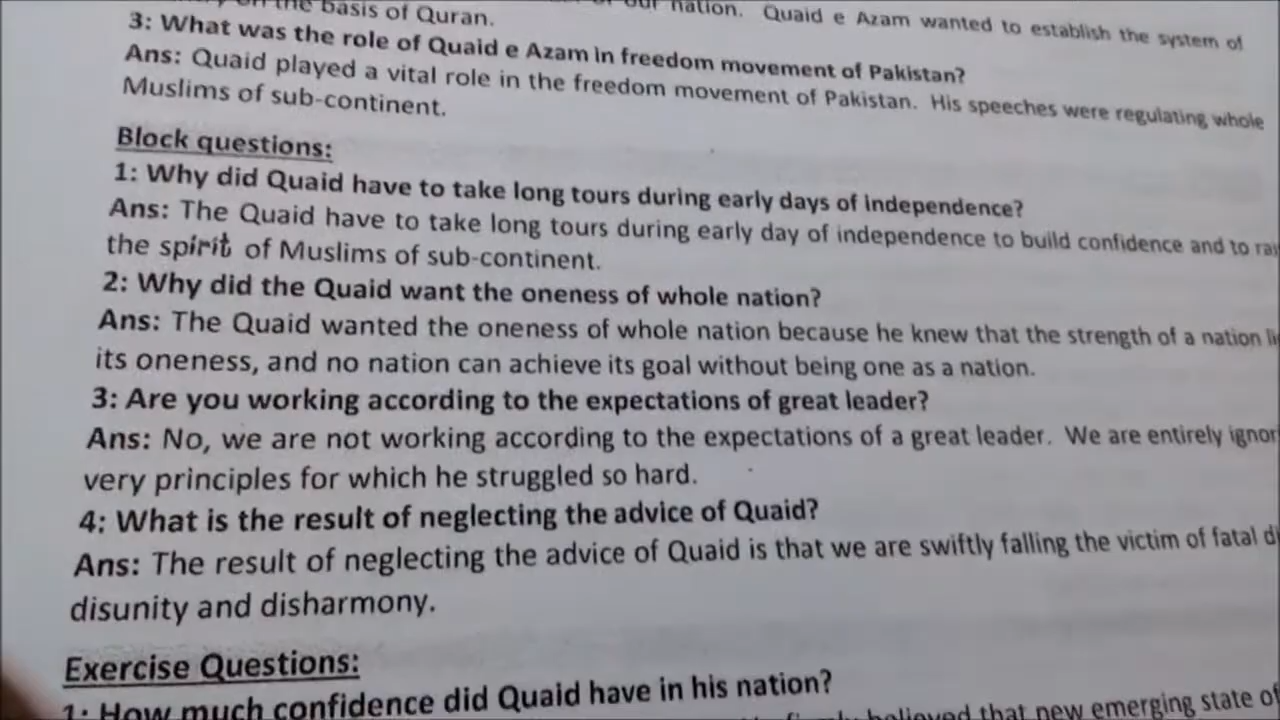 the basis of Quran.
our nation. Quaid e Azam wanted to establish the system of
3: What was the role of Quaid e Azam in freedom movement of Pakistan?
Ans: Quaid played a vital role in the freedom movement of Pakistan. His speeches were regulating whole
Muslims of sub-continent.
Block questions:
1: Why did Quaid have to take long tours during early days of independence?
Ans: The Quaid have to take long tours during early day of independence to build confidence and to
the spirit of Muslims of sub-continent.
2: Why did the Quaid want the oneness of whole nation?
Ans: The Quaid wanted the oneness of whole nation because he knew that the strength of a nation
its oneness, and no nation can achieve its goal without being one as a nation.
3: Are you working according to the expectations of great leader?
Ans: No, we are not working according to the expectations of a great leader. We are entirely
very principles for which he struggled so hard.
4: What is the result of neglecting the advice of Quaid?
Ans: The result of neglecting the advice of Quaid is that we are swiftly falling the victim of fatal
disunity and disharmony.
Exercise Questions:
1: How much confidence did Quaid have in his nation?
believed that new emerging state of